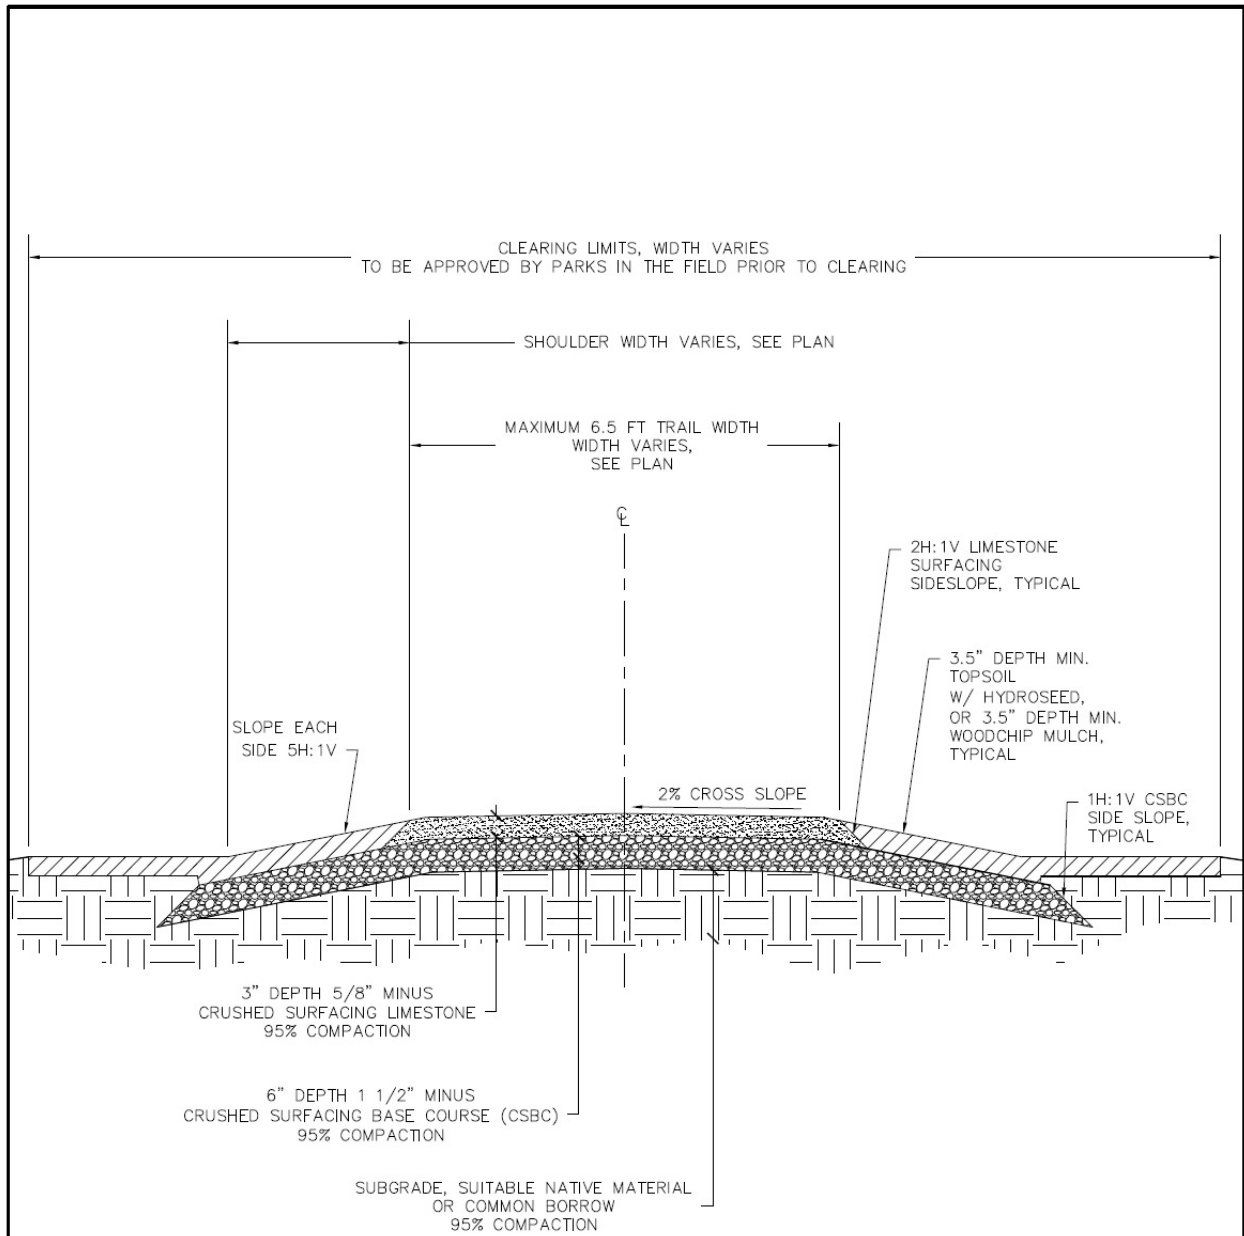 CLEARING LIMITS, WIDTH VARIES
TO BE APPROVED BY PARKS IN THE FIELD PRIOR TO CLEARING
SHOULDER WIDTH VARIES, SEE PLAN
MAXIMUM 6.5 FT TRAIL WIDTH
WIDTH VARIES,
SEE PLAN
℄
2H:1V LIMESTONE
SURFACING
SIDESLOPE, TYPICAL
3.5" DEPTH MIN.
TOPSOIL
W/ HYDROSEED,
OR 3.5" DEPTH MIN.
WOODCHIP MULCH,
TYPICAL
SLOPE EACH
SIDE 5H:1V
2% CROSS SLOPE
1H:1V CSBC
SIDE SLOPE,
TYPICAL
3" DEPTH 5/8" MINUS
CRUSHED SURFACING LIMESTONE
95% COMPACTION
6" DEPTH 1 1/2" MINUS
CRUSHED SURFACING BASE COURSE (CSBC)
95% COMPACTION
SUBGRADE, SUITABLE NATIVE MATERIAL
OR COMMON BORROW
95% COMPACTION